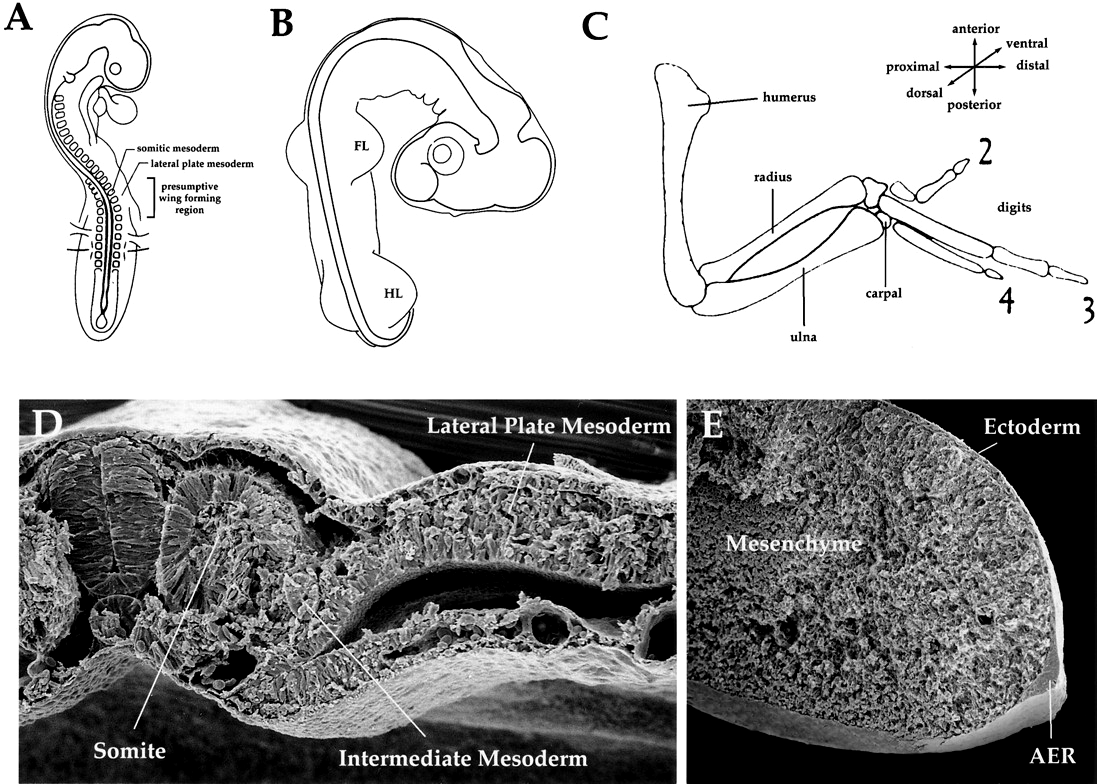 A
somitic mesoderm
lateral plate mesoderm
presumptive
wing forming
region
B
FL
HL
C
anterior
ventral
proximal
distal
dorsal
posterior
humerus
2
radius
digits
carpal
4
3
ulna
D
Lateral Plate Mesoderm
Somite
Intermediate Mesoderm
E
Ectoderm
Mesenchyme
AER